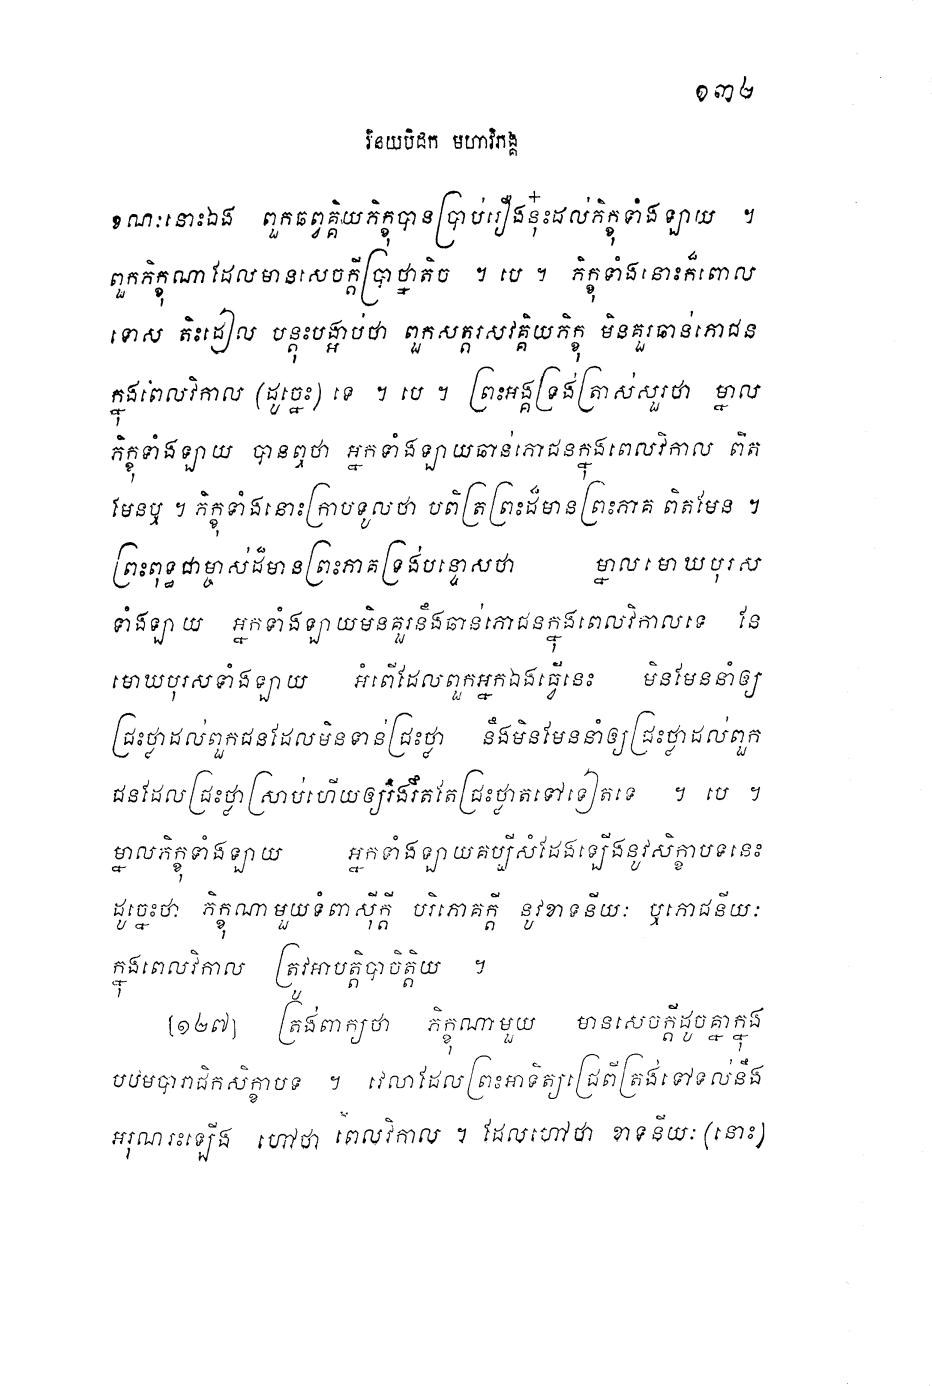 ១៣២
វិនយបិដក មហាវិភង្គ
ខណៈនោះឯង ពួកឆព្វគ្គិយភិក្ខុបានប្រាប់រឿងនុ៎ះដល់ភិក្ខុទាំងឡាយ ។
ពួកភិក្ខុណាដែលមានសេចក្តីប្រាថ្នាតិច ។ បេ ។ ភិក្ខុទាំងនោះក៏ពោល
ទោស តិះដៀល បន្តុះបង្អាប់ថា ពួកសត្តរសវគ្គិយភិក្ខុ មិនគួរឆាន់ភោជន
ក្នុងពេលវិកាល (ដូច្នេះ) ទេ ។ បេ ។ ព្រះអង្គទ្រង់ត្រាស់សួរថា ម្នាល
ភិក្ខុទាំងឡាយ បានឮថា អ្នកទាំងឡាយឆាន់ភោជនក្នុងពេលវិកាល ពិត
មែនឬ ។ ភិក្ខុទាំងនោះក្រាបទូលថា បពិត្រព្រះដ៏មានព្រះភាគ ពិតមែន ។
ព្រះពុទ្ធជាម្ចាស់ដ៏មានព្រះភាគទ្រង់បន្ទោសថា ម្នាលមោឃបុរស
ទាំងឡាយ អ្នកទាំងឡាយមិនគួរនឹងឆាន់ភោជនក្នុងពេលវិកាលទេ នែ
មោឃបុរសទាំងឡាយ អំពើដែលពួកអ្នកឯងធ្វើនេះ មិនមែននាំឲ្យ
ជ្រះថ្លាដល់ពួកជនដែលមិនទាន់ជ្រះថ្លា នឹងមិនមែននាំឲ្យជ្រះថ្លាដល់ពួក
ជនដែលជ្រះថ្លាស្រាប់ហើយឲ្យរឹងរឹតតែជ្រះថ្លាតទៅទៀតទេ ។ បេ ។
ម្នាលភិក្ខុទាំងឡាយ អ្នកទាំងឡាយគប្បីសំដែងឡើងនូវសិក្ខាបទនេះ
ដូច្នេះថា ភិក្ខុណាមួយទំពាស៊ីក្តី បរិភោគក្តី នូវខាទនីយៈ ឬភោជនីយៈ
ក្នុងពេលវិកាល ត្រូវអាបត្តិបាចិត្តិយ ។
[១២៧] ត្រង់ពាក្យថា ភិក្ខុណាមួយ មានសេចក្តីដូចគ្នាក្នុង
បឋមបារាជិកសិក្ខាបទ ។ វេលាដែលព្រះអាទិត្យជ្រេពីត្រង់ទៅទល់នឹង
អរុណរះឡើង ហៅថា ពេលវិកាល ។ ដែលហៅថា ខាទនីយៈ (នោះ)